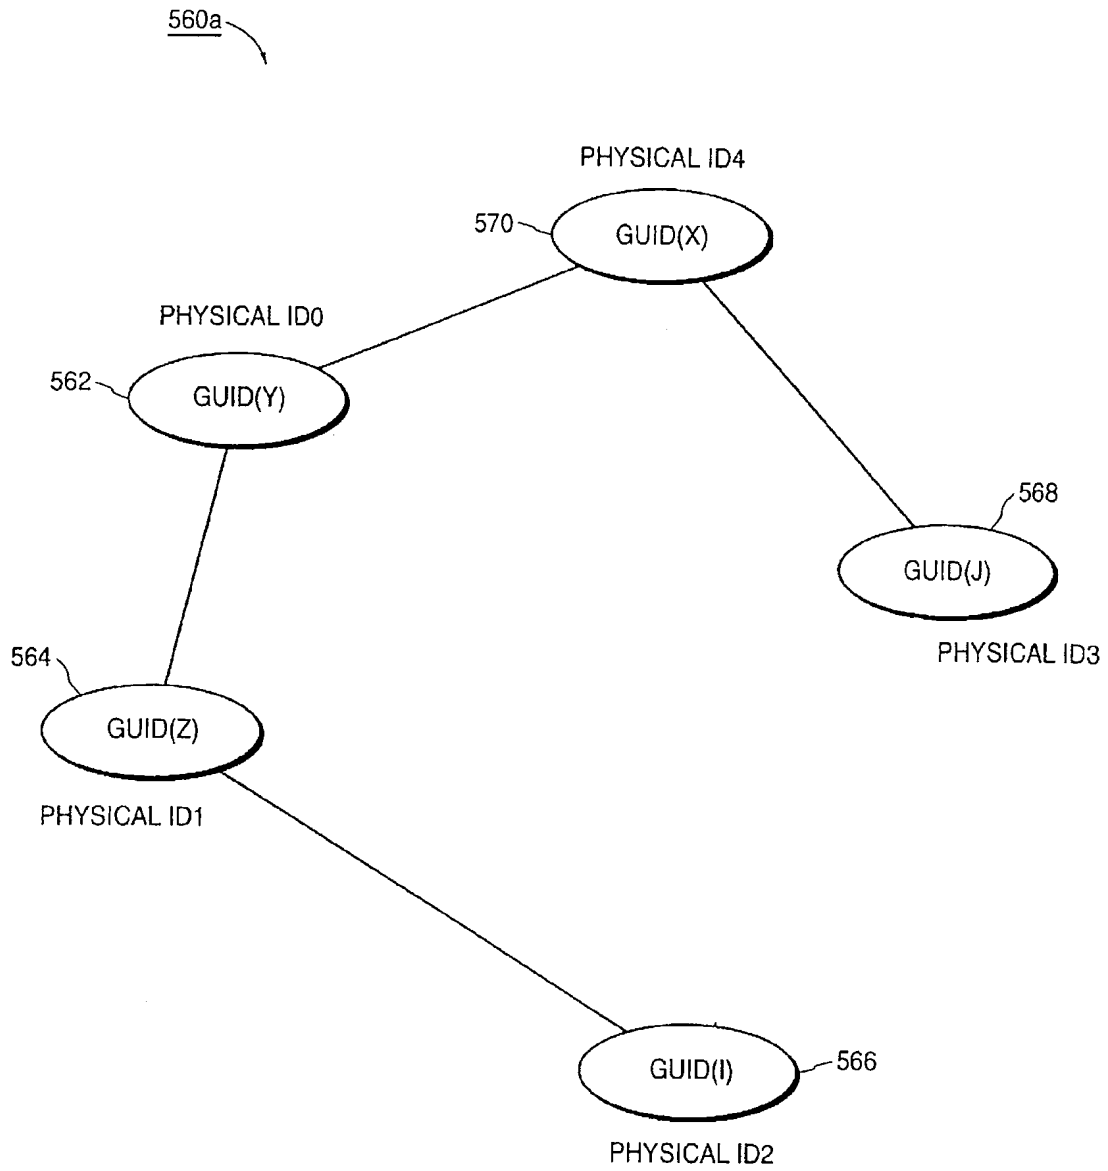 560a
PHYSICAL ID4
570
GUID(X)
PHYSICAL ID0
562
GUID(Y)
568
GUID(J)
PHYSICAL ID3
564
GUID(Z)
PHYSICAL ID1
GUID(I)
566
PHYSICAL ID2